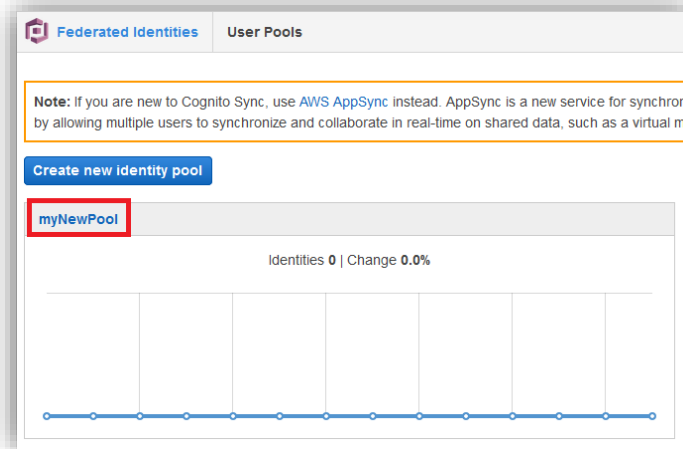 Federated Identities User Pools
Note: If you are new to Cognito Sync, use AWS AppSync instead. AppSync is a new service for
by allowing multiple users to synchronize and collaborate in real-time on shared data, such as a virtual
Create new identity pool
myNewPool
Identities 0 | Change 0.0%